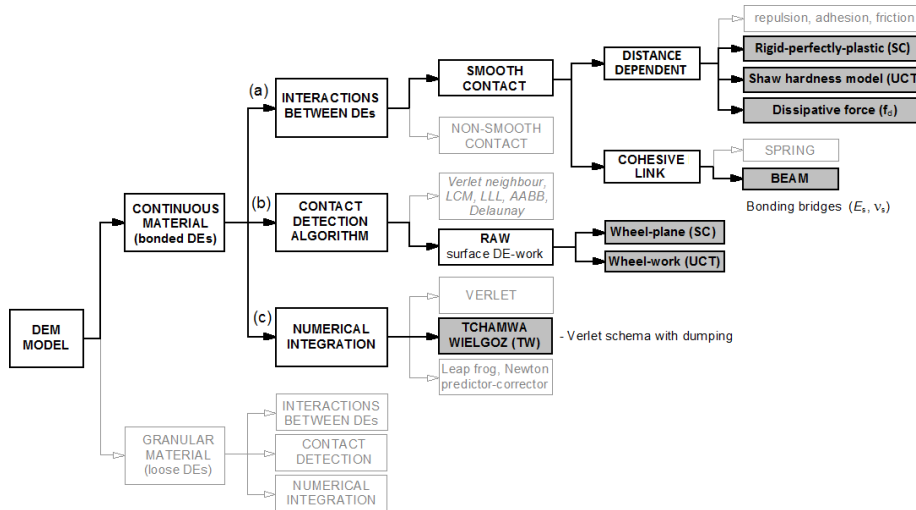 repulsion, adhesion, friction
Rigid-perfectly-plastic (SC)
SMOOTH
CONTACT
DISTANCE
DEPENDENT
Shaw hardness model (UCT)
(a)
INTERACTIONS
BETWEEN DEs
Dissipative force (fd)
NON-SMOOTH
CONTACT
SPRING
COHESIVE
LINK
BEAM
Verlet neighbour,
LCM, LLL, AABB,
Delaunay
Bonding bridges (Es, νs)
CONTINUOUS
MATERIAL
(bonded DEs)
(b)
CONTACT
DETECTION
ALGORITHM
RAW
surface DE-work
Wheel-plane (SC)
Wheel-work (UCT)
VERLET
DEM
MODEL
(c)
NUMERICAL
INTEGRATION
TCHAMWA
WIELGOZ (TW)
- Verlet schema with dumping
Leap frog, Newton
predictor-corrector
INTERACTIONS
BETWEEN DEs
GRANULAR
MATERIAL
(loose DEs)
CONTACT
DETECTION
NUMERICAL
INTEGRATION